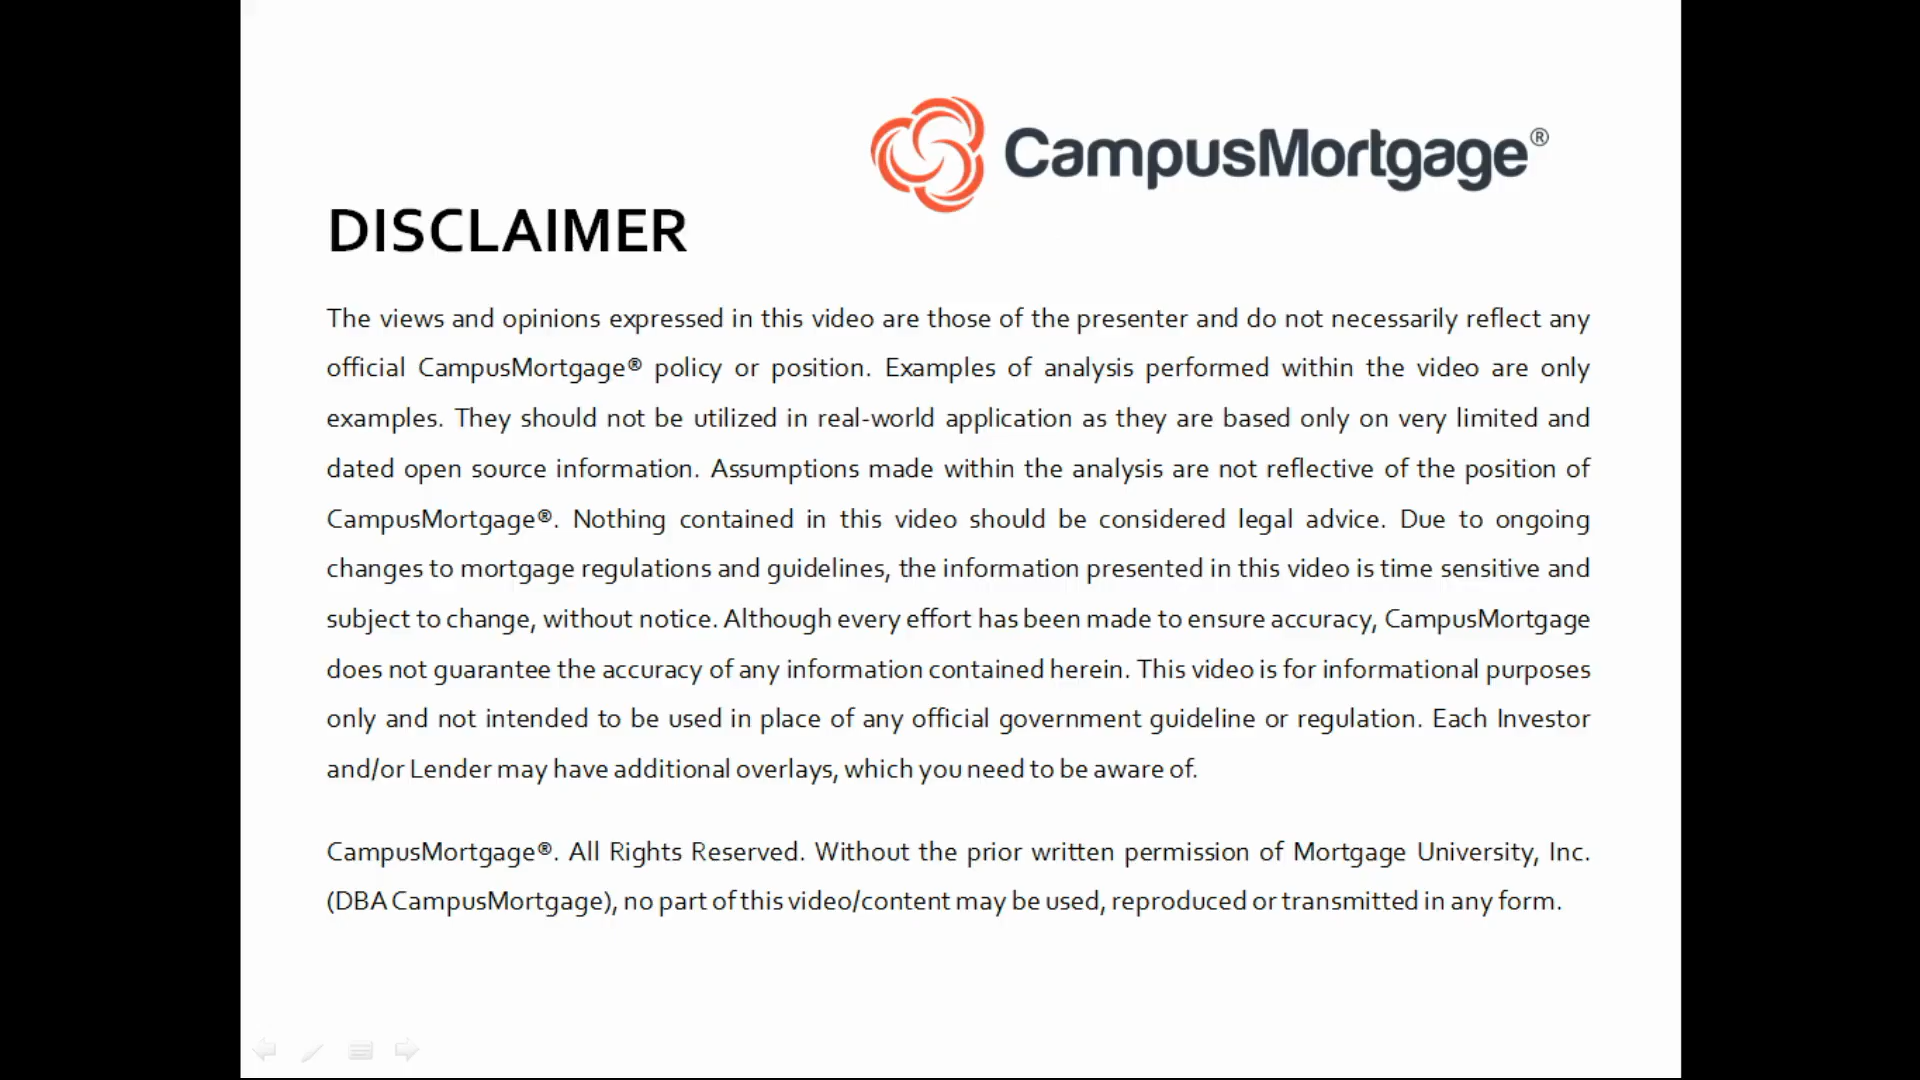 CampusMortgage®
DISCLAIMER
The views and opinions expressed in this video are those of the presenter and do not necessarily reflect any
official CampusMortgage® policy or position. Examples of analysis performed within the video are only
examples. They should not be utilized in real-world application as they are based only on very limited and
dated open source information. Assumptions made within the analysis are not reflective of the position of
CampusMortgage®. Nothing contained in this video should be considered legal advice. Due to ongoing
changes to mortgage regulations and guidelines, the information presented in this video is time sensitive and
subject to change, without notice. Although every effort has been made to ensure accuracy, CampusMortgage
does not guarantee the accuracy of any information contained herein. This video is for informational purposes
only and not intended to be used in place of any official government guideline or regulation. Each Investor
and/or Lender may have additional overlays, which you need to be aware of.
CampusMortgage®. All Rights Reserved. Without the prior written permission of Mortgage University, Inc.
(DBA CampusMortgage), no part of this video/content may be used, reproduced or transmitted in any form.